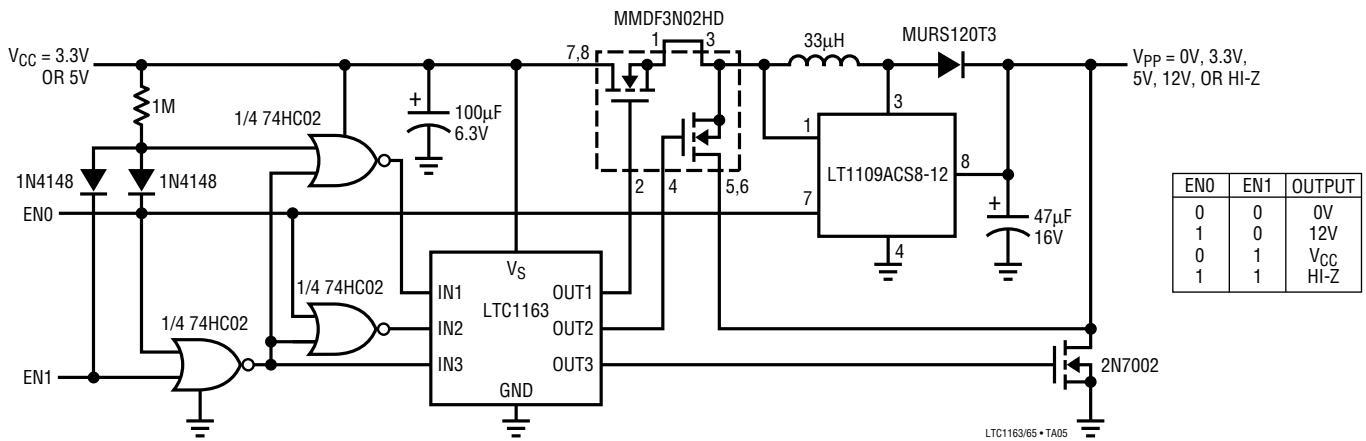 MMDF3N02HD
VCC = 3.3V
OR 5V
7,8
1
3
33µH
MURS120T3
VPP = 0V, 3.3V,
5V, 12V, OR HI-Z
1M
1/4 74HC02
+
100µF
6.3V
1
3
LT1109ACS8-12
8
7
4
1N4148
1N4148
2
4
5,6
EN0
+
47µF
16V
EN0 EN1 OUTPUT
0 0 0V
1 0 12V
0 1 VCC
1 1 HI-Z
VS
LTC1163
IN1
IN2
IN3
OUT1
OUT2
OUT3
GND
1/4 74HC02
1/4 74HC02
EN1
2N7002
LTC1163/65 • TA05